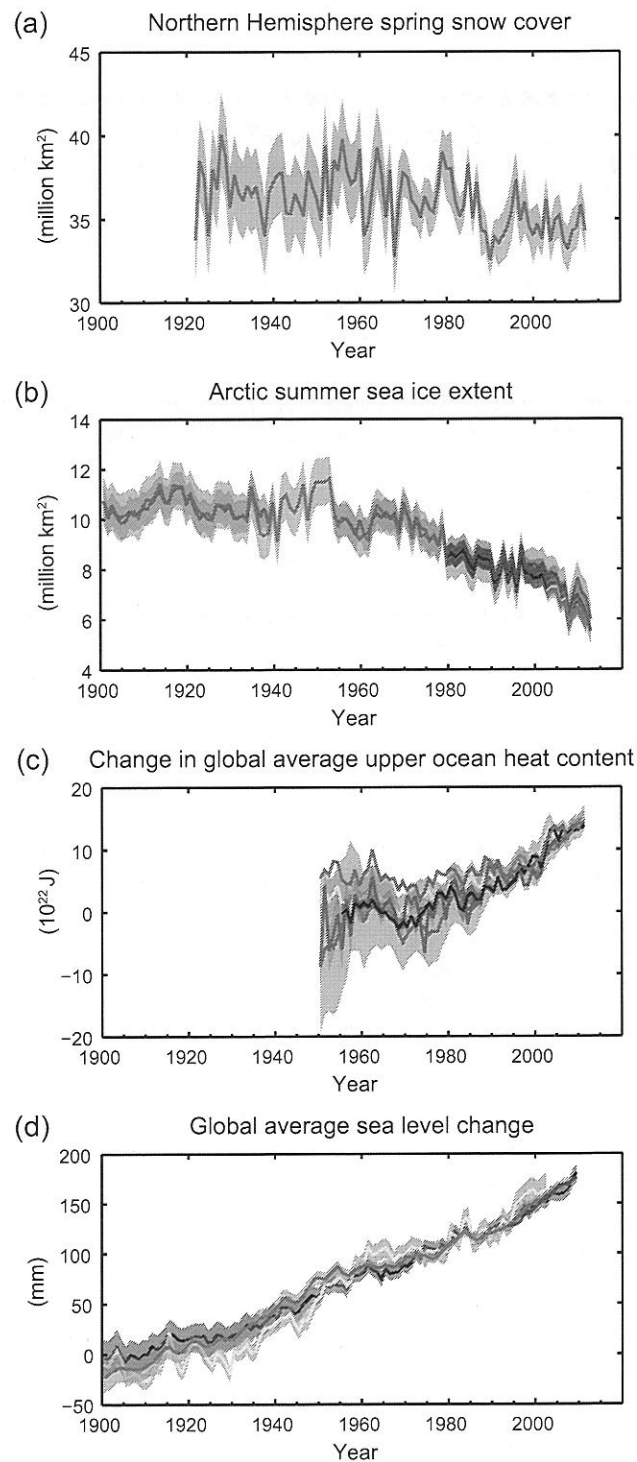 (a) Northern Hemisphere spring snow cover
45
40
35
30
(million km²)
1900 1920 1940 1960 1980 2000
Year
(b) Arctic summer sea ice extent
14
12
10
8
6
4
(million km²)
1900 1920 1940 1960 1980 2000
Year
(c) Change in global average upper ocean heat content
20
10
0
−10
−20
(10²² J)
1900 1920 1940 1960 1980 2000
Year
(d) Global average sea level change
200
150
100
50
0
−50
(mm)
1900 1920 1940 1960 1980 2000
Year